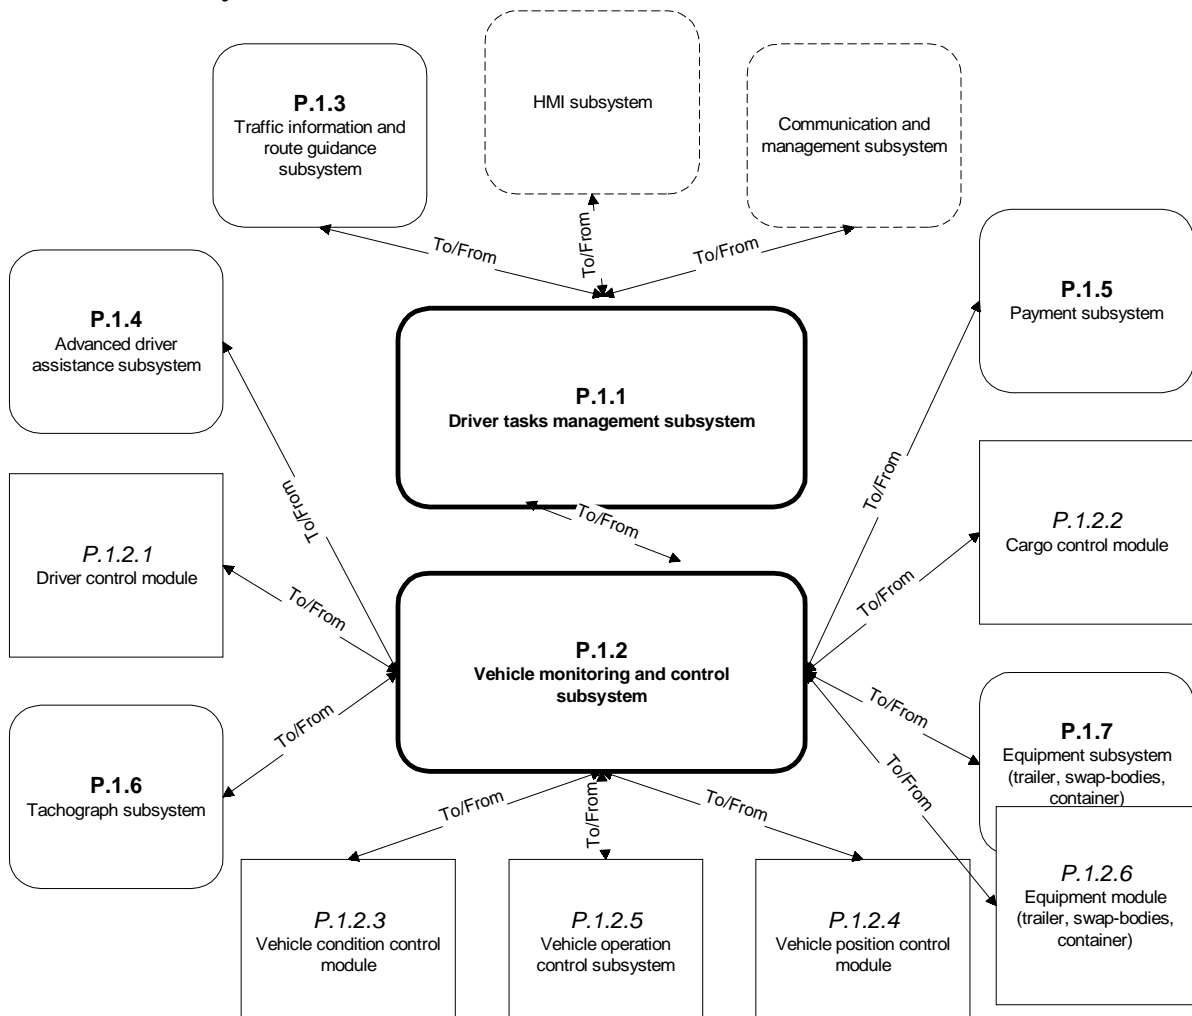 HMI subsystem
P.1.3
Traffic information and
route guidance
subsystem
Communication and
management subsystem
To/From
To/From
To/From
P.1.4
Advanced driver
assistance subsystem
P.1.5
Payment subsystem
P.1.1
Driver tasks management subsystem
To/From
To/From
To/From
P.1.2.1
Driver control module
P.1.2.2
Cargo control module
To/From
To/From
P.1.2
Vehicle monitoring and control
subsystem
To/From
To/From
To/From
P.1.6
Tachograph subsystem
P.1.7
Equipment subsystem
(trailer, swap-bodies,
container)
To/From
To/From
To/From
P.1.2.3
Vehicle condition control
module
P.1.2.5
Vehicle operation
control subsystem
P.1.2.4
Vehicle position control
module
P.1.2.6
Equipment module
(trailer, swap-bodies,
container)